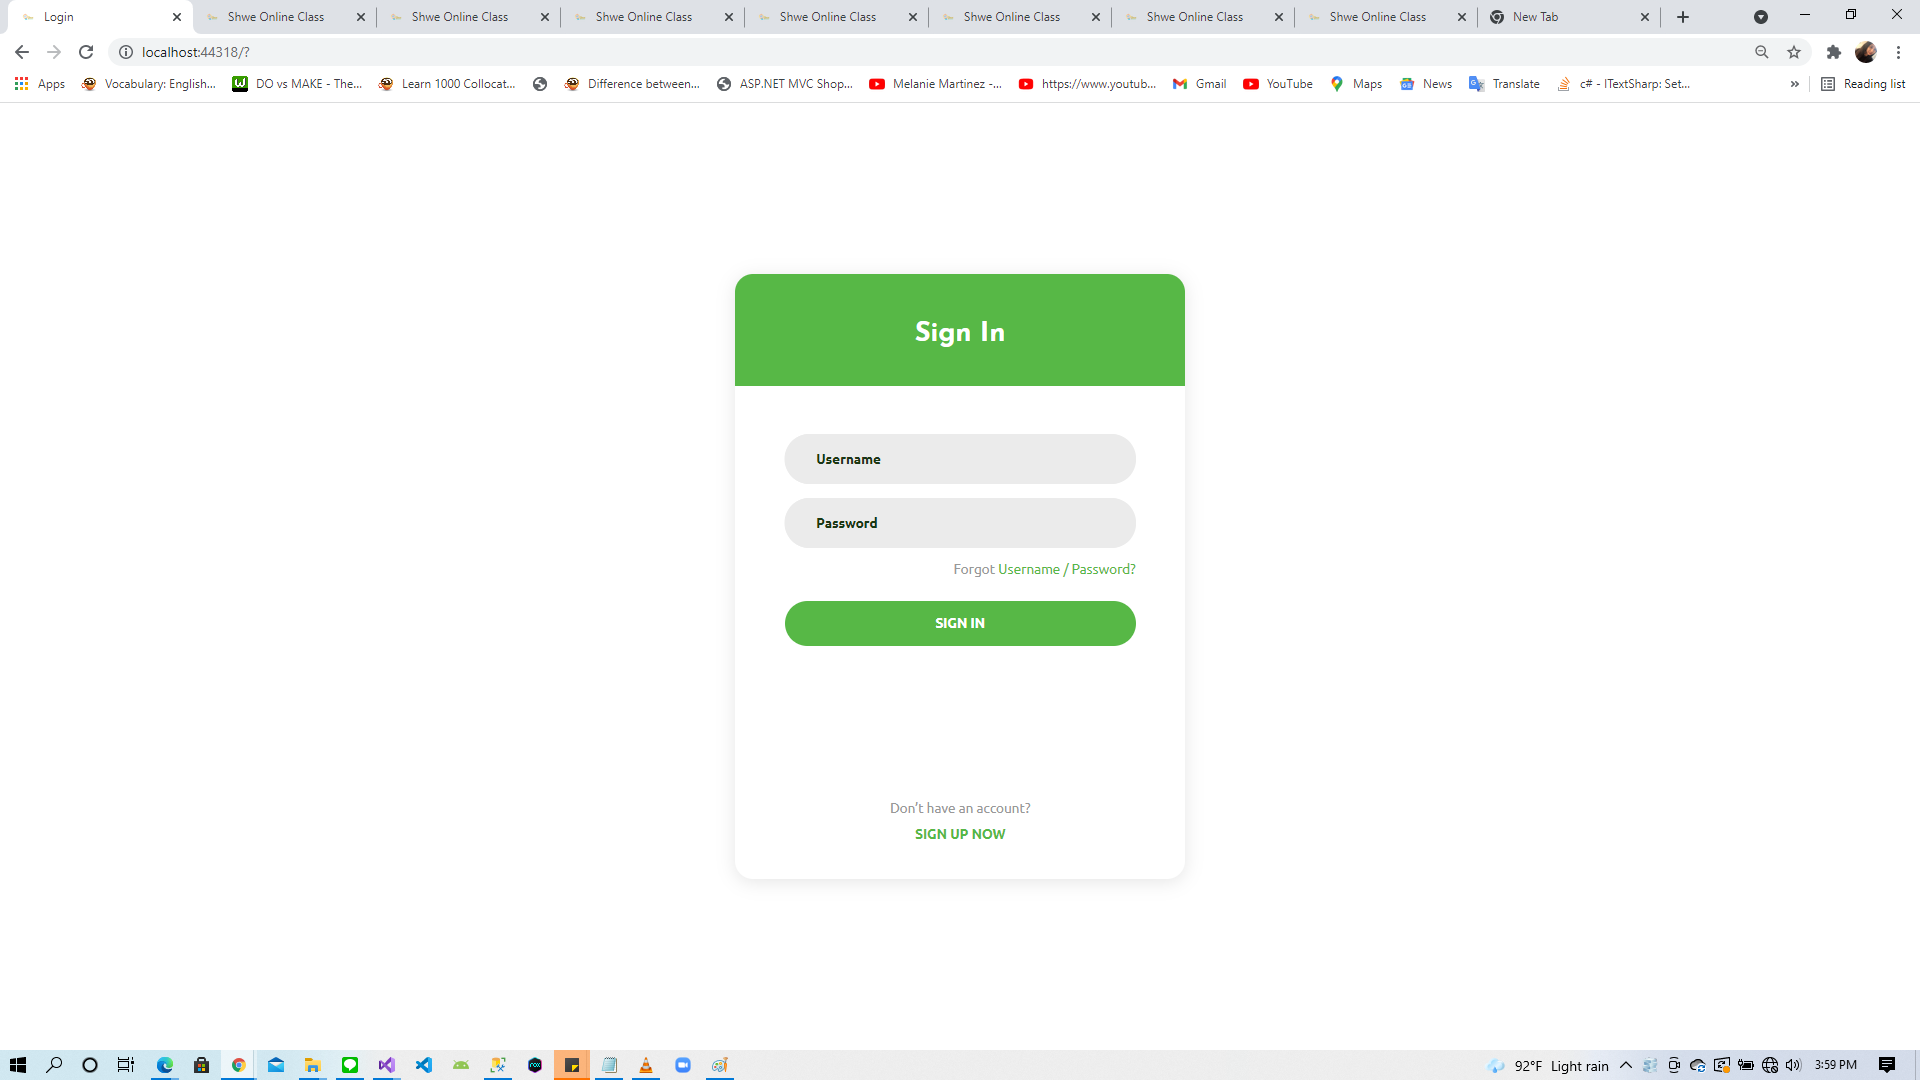 Login
Shwe Online Class
Shwe Online Class
Shwe Online Class
Shwe Online Class
Shwe Online Class
Shwe Online Class
Shwe Online Class
New Tab
localhost:44318/?
Apps
Vocabulary: English...
DO vs MAKE - The...
Learn 1000 Collocat...
Difference between...
ASP.NET MVC Shop...
Melanie Martinez -...
https://www.youtub...
Gmail
YouTube
Maps
News
Translate
c# - ITextSharp: Set...
»
Reading list
Sign In
Username
Password
Forgot Username / Password?
SIGN IN
Don't have an account?
SIGN UP NOW
92°F Light rain
3:59 PM